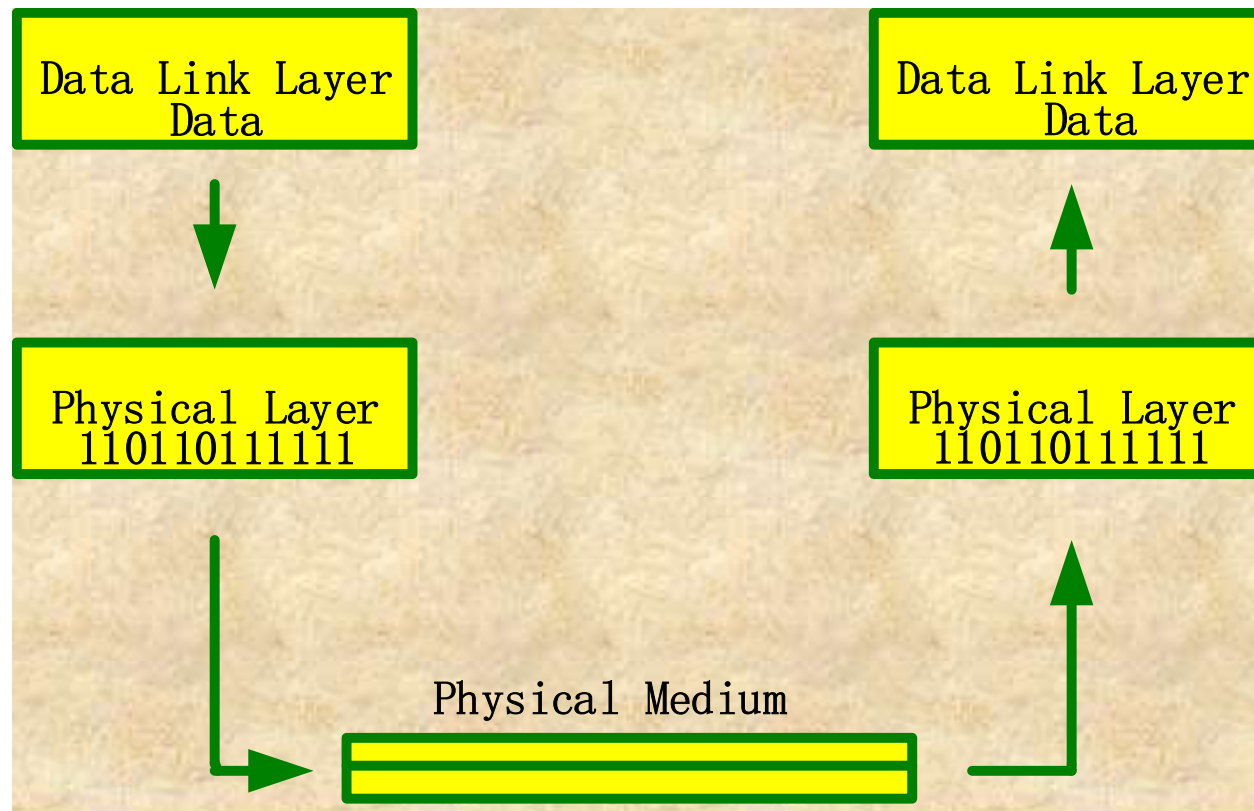 Data Link Layer
Data
Data Link Layer
Data
Physical Layer
110110111111
Physical Layer
110110111111
Physical Medium